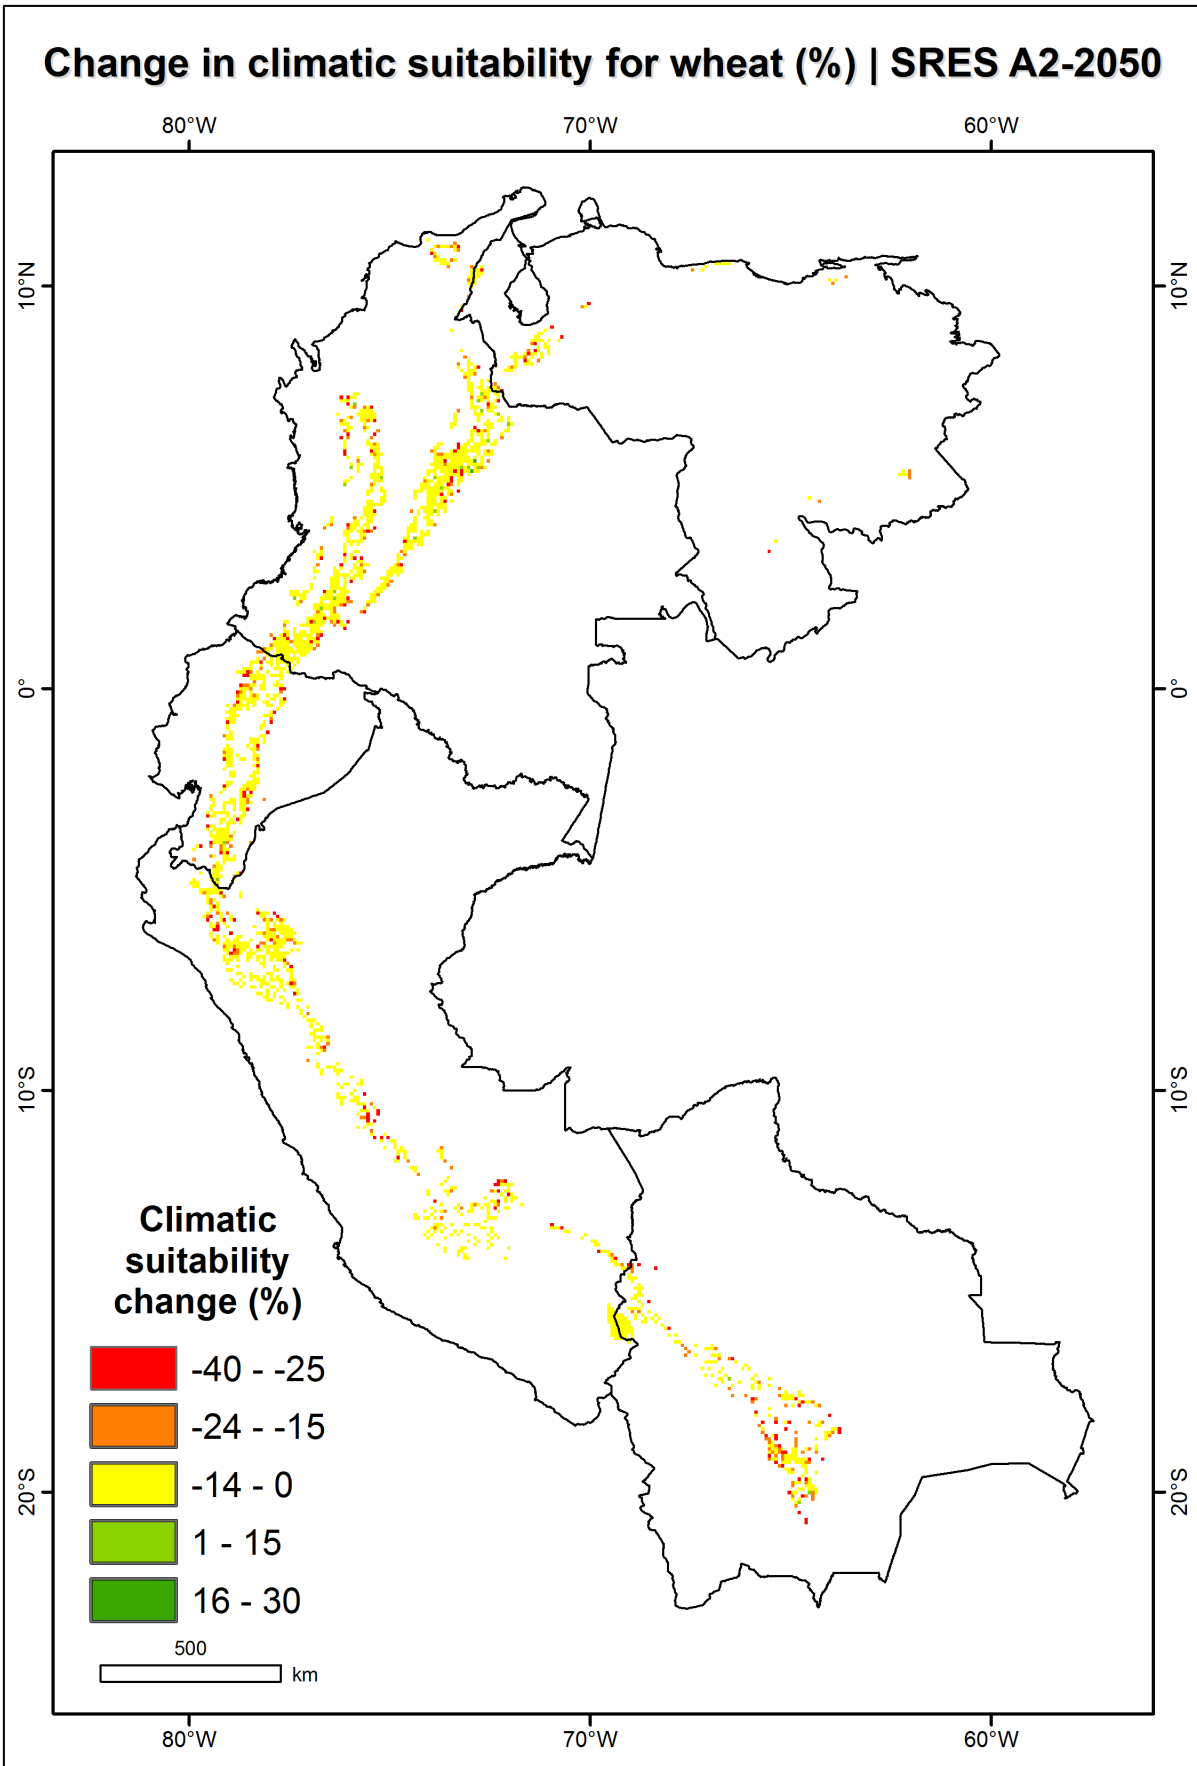 Change in climatic suitability for wheat (%) | SRES A2-2050
80°W 70°W 60°W
10°N 10°N
0° 0°
10°S 10°S
20°S 20°S
Climatic
suitability
change (%)
-40 - -25
-24 - -15
-14 - 0
1 - 15
16 - 30
500
km
80°W 70°W 60°W